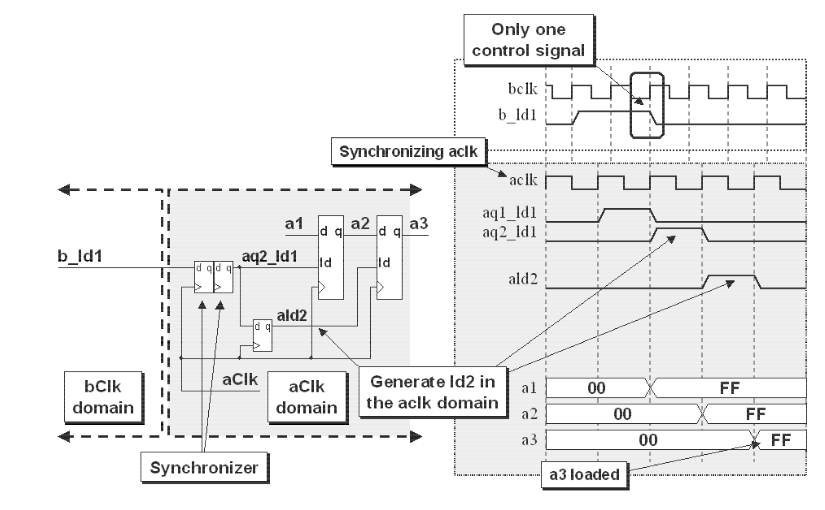 Only one
control signal
bclk
b_ld1
Synchronizing aclk
aclk
aq1_ld1
aq2_ld1
ald2
a1 00 FF
a2 00 FF
a3 00 FF
a3 loaded
a1 d q a2 d q a3
ld ld
b_ld1 d q d q aq2_ld1
d q ald2
aClk
bClk
domain
aClk
domain
Generate ld2 in
the aclk domain
Synchronizer